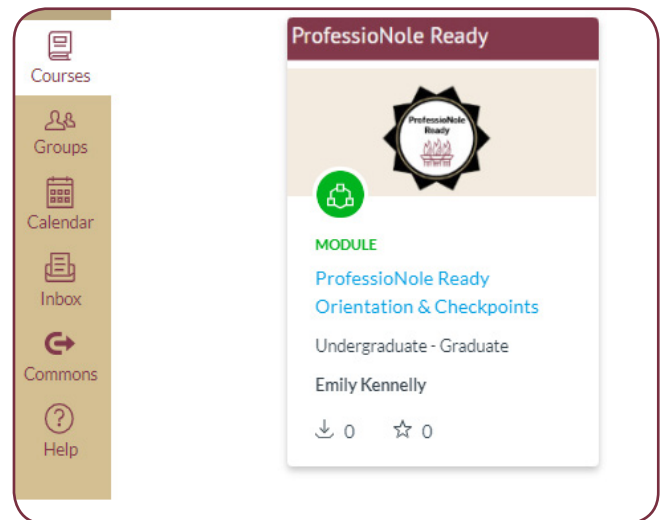 Courses
Groups
Calendar
Inbox
Commons
? Help
ProfessioNole Ready
ProfessioNole
Ready
MODULE
ProfessioNole Ready
Orientation & Checkpoints
Undergraduate - Graduate
Emily Kennelly
0 0